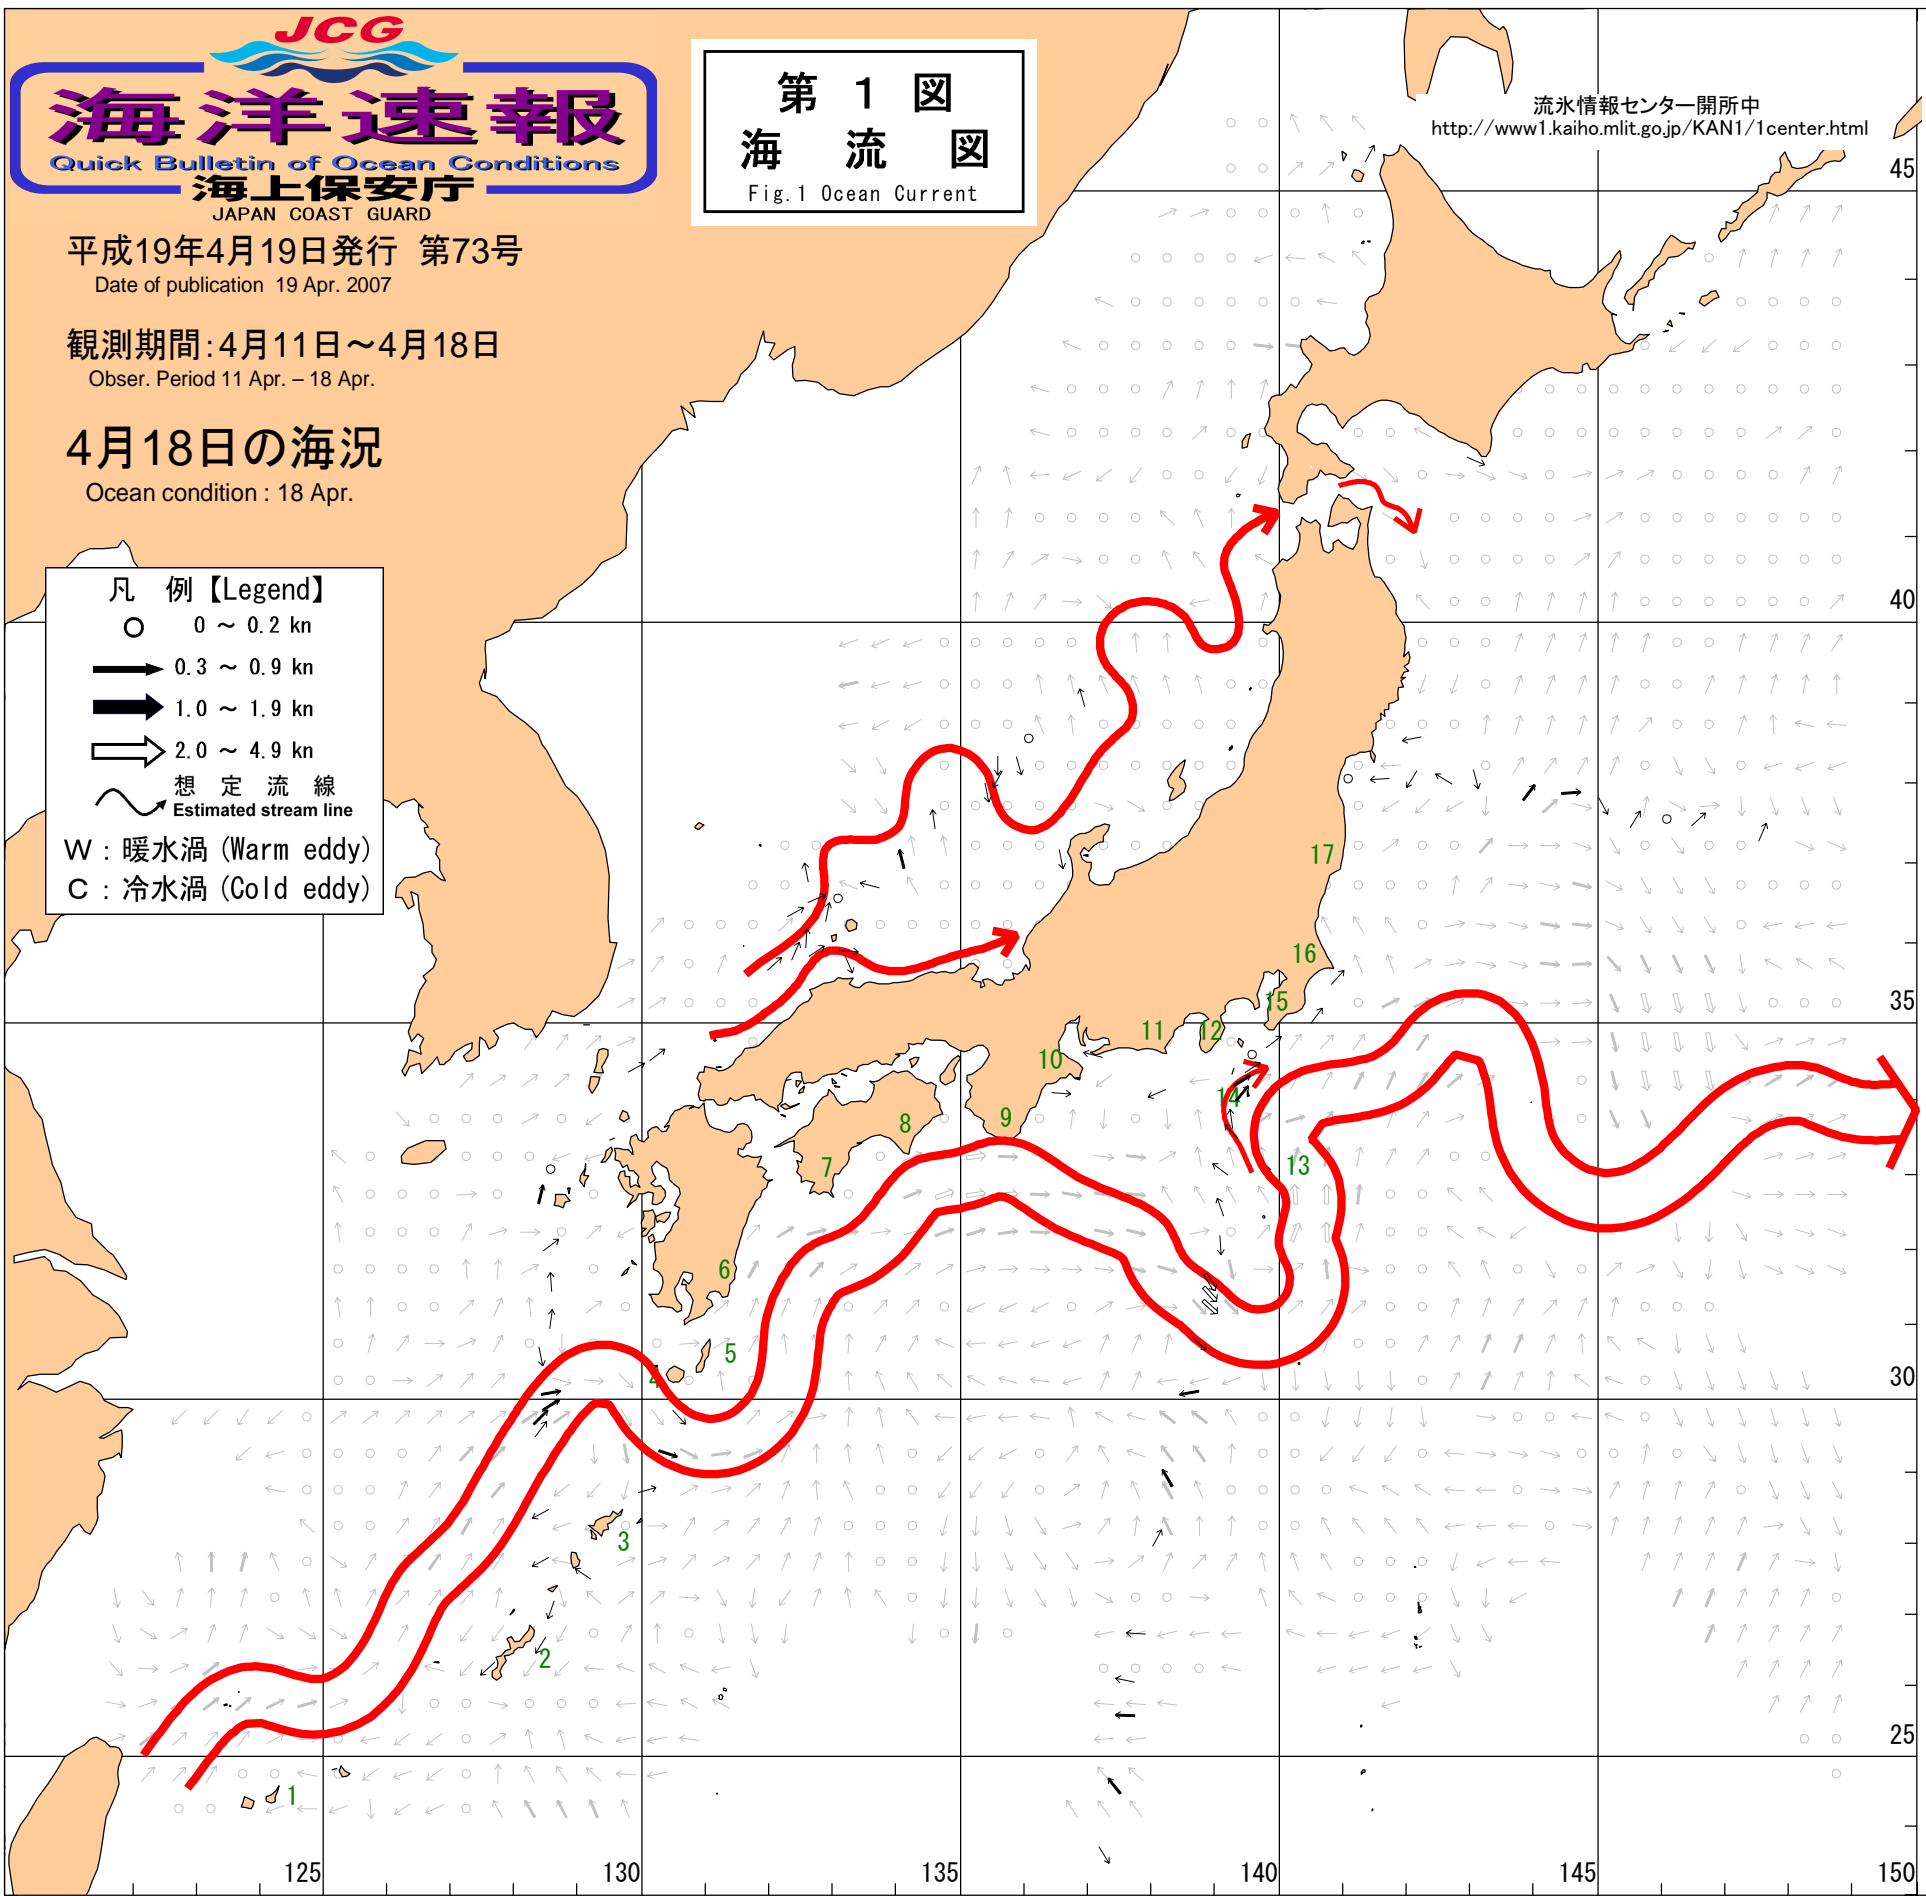 JCG
海洋速報
Quick Bulletin of Ocean Conditions
海上保安庁
JAPAN COAST GUARD
平成19年4月19日発行 第73号
Date of publication 19 Apr. 2007
観測期間:4月11日~4月18日
Obser. Period 11 Apr. – 18 Apr.
4月18日の海況
Ocean condition : 18 Apr.
第 1 図
海 流 図
Fig.1 Ocean Current
流氷情報センター開所中
http://www1.kaiho.mlit.go.jp/KAN1/1center.html
凡 例【Legend】
0 ~ 0.2 kn
0.3 ~ 0.9 kn
1.0 ~ 1.9 kn
2.0 ~ 4.9 kn
想 定 流 線
Estimated stream line
W : 暖水渦 (Warm eddy)
C : 冷水渦 (Cold eddy)
45
40
35
30
25
17
16
15
12
11
10
14
9
8
7
13
6
5
4
3
2
1
125
130
135
140
145
150